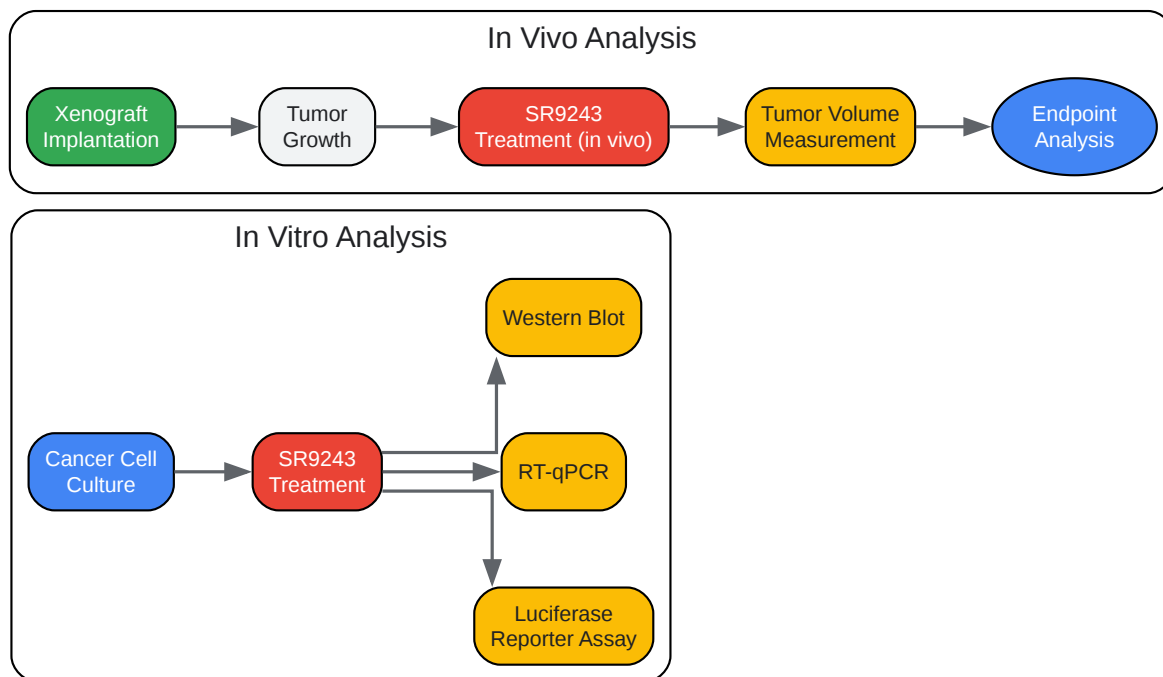 In Vivo Analysis
Xenograft
Implantation
Tumor
Growth
SR9243
Treatment (in vivo)
Tumor Volume
Measurement
Endpoint
Analysis
In Vitro Analysis
Western Blot
Cancer Cell
Culture
SR9243
Treatment
RT-qPCR
Luciferase
Reporter Assay